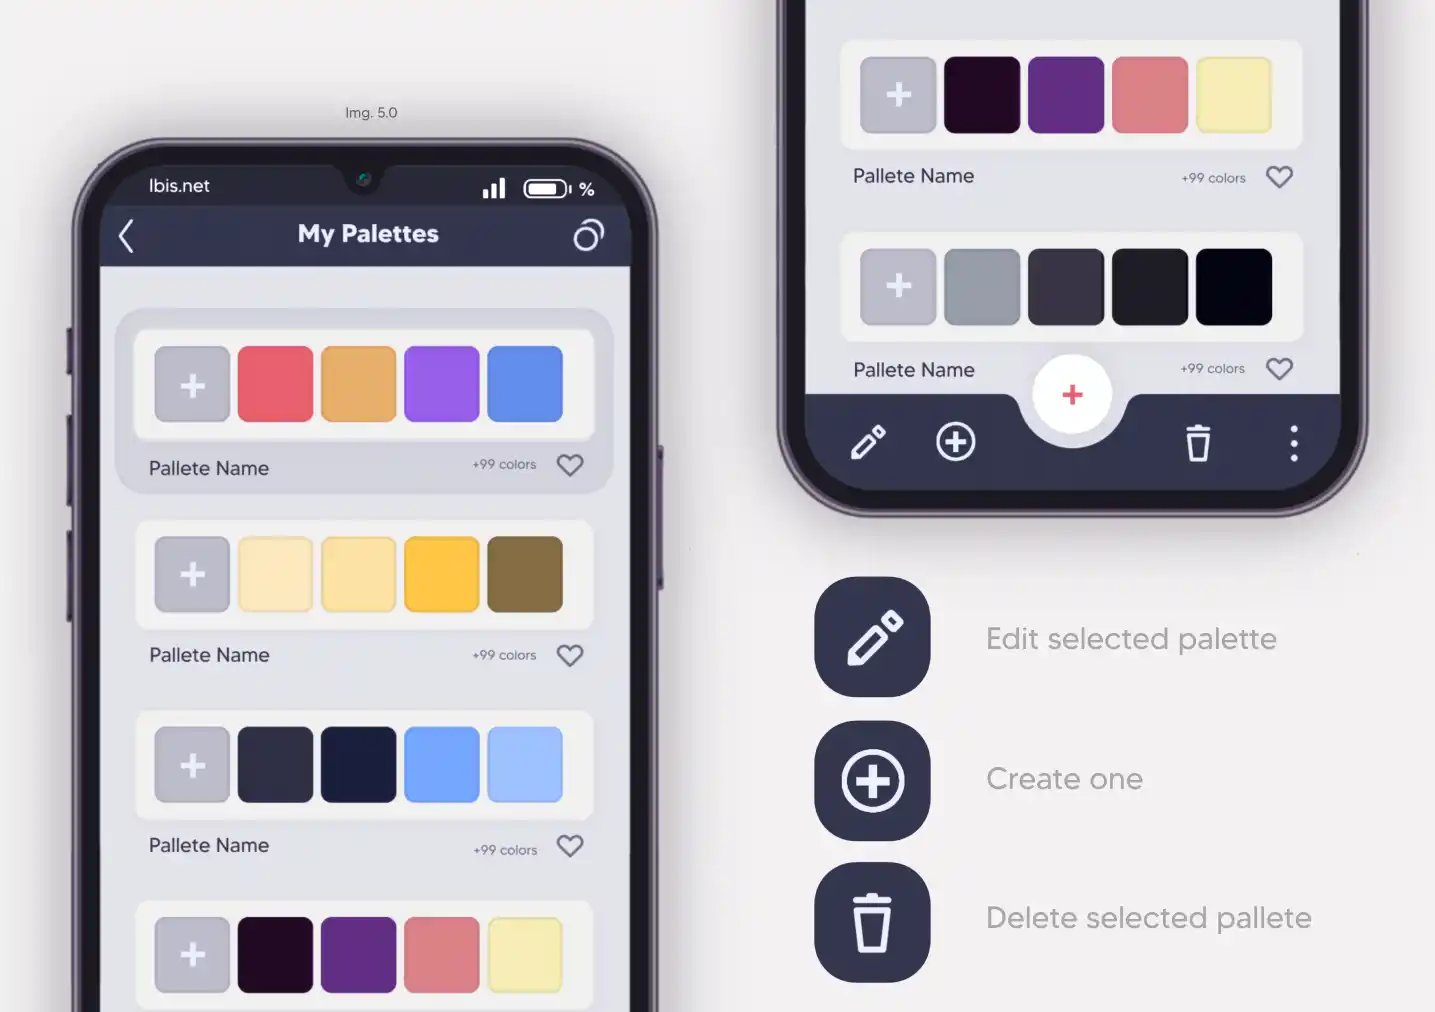 Img. 5.0
Ibis.net
%
My Palettes
Pallete Name
+99 colors
Pallete Name
+99 colors
Pallete Name
+99 colors
Pallete Name
+99 colors
Pallete Name
+99 colors
Edit selected palette
Create one
Delete selected pallete